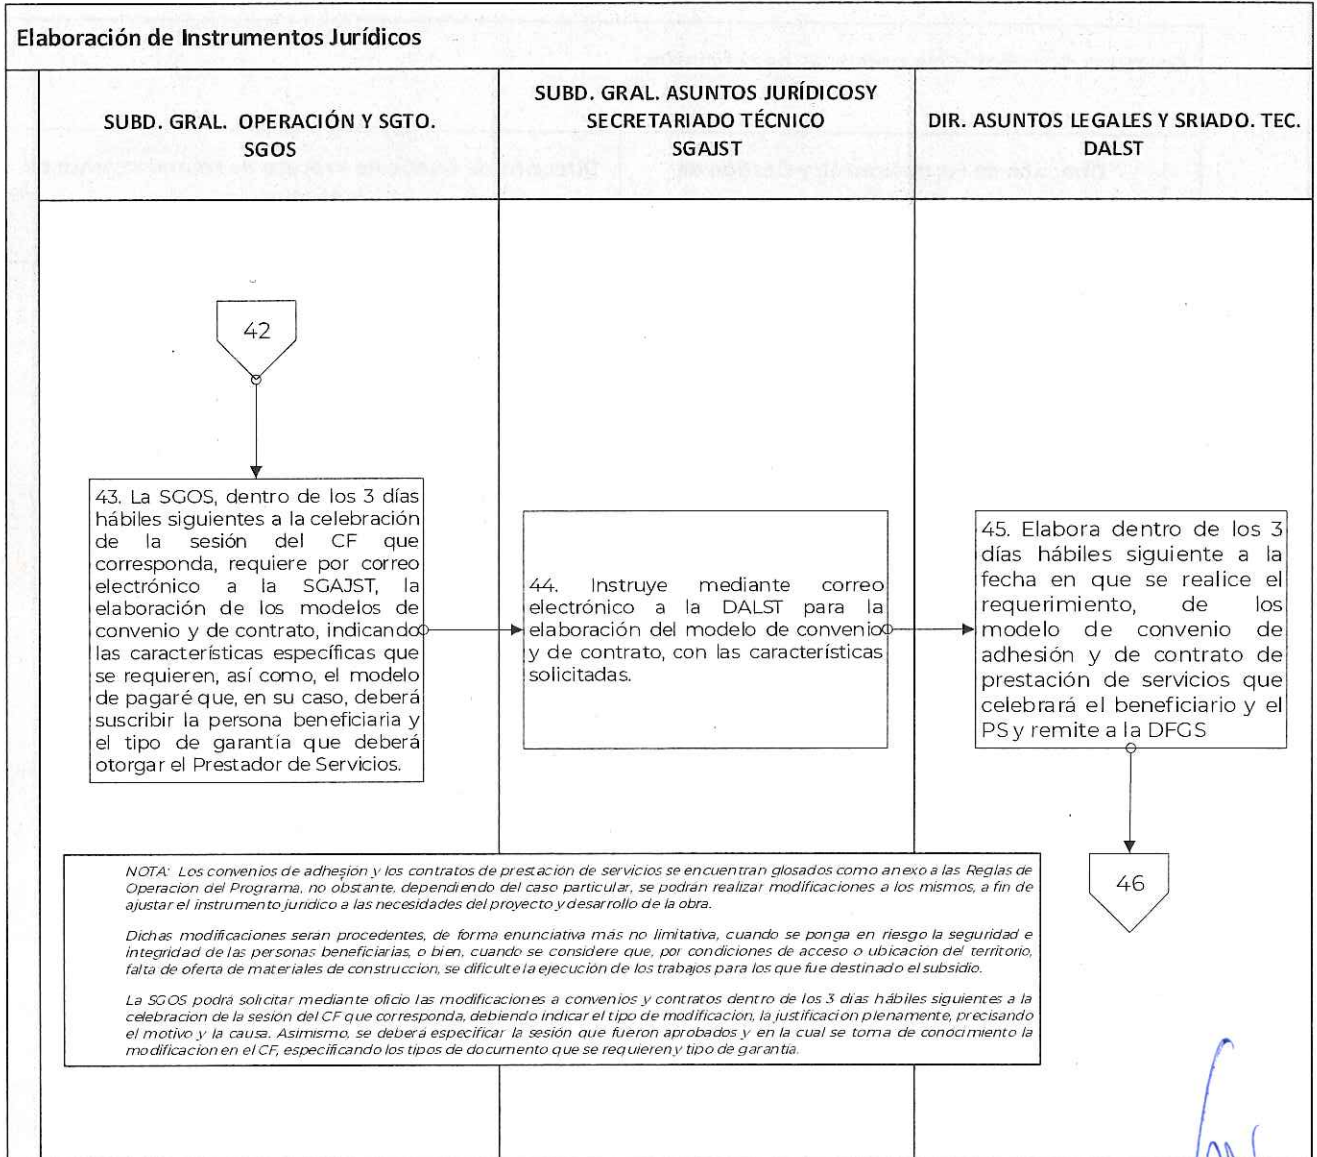 Elaboración de Instrumentos Jurídicos
SUBD. GRAL. OPERACIÓN Y SGTO.
SGOS
SUBD. GRAL. ASUNTOS JURÍDICOSY
SECRETARIADO TÉCNICO
SGAJST
DIR. ASUNTOS LEGALES Y SRIADO. TEC.
DALST
42
43. La SGOS, dentro de los 3 días
hábiles siguientes a la celebración
de la sesión del CF que
corresponda, requiere por correo
electrónico a la SGAJST, la
elaboración de los modelos de
convenio y de contrato, indicando
las características específicas que
se requieren, así como, el modelo
de pagaré que, en su caso, deberá
suscribir la persona beneficiaria y
el tipo de garantía que deberá
otorgar el Prestador de Servicios.
44. Instruye mediante correo
electrónico a la DALST para la
elaboración del modelo de convenio
y de contrato, con las características
solicitadas.
45. Elabora dentro de los 3
días hábiles siguiente a la
fecha en que se realice el
requerimiento, de los
modelo de convenio de
adhesión y de contrato de
prestación de servicios que
celebrará el beneficiario y el
PS y remite a la DFGS
46
NOTA: Los convenios de adhesión y los contratos de prestación de servicios se encuentran glosados como anexo a las Reglas de
Operación del Programa, no obstante, dependiendo del caso particular, se podrán realizar modificaciones a los mismos, a fin de
ajustar el instrumento jurídico a las necesidades del proyecto y desarrollo de la obra.
Dichas modificaciones serán procedentes, de forma enunciativa más no limitativa, cuando se ponga en riesgo la seguridad e
integridad de las personas beneficiarias, o bien, cuando se considere que, por condiciones de acceso o ubicación del territorio,
falta de oferta de materiales de construcción, se dificulte la ejecución de los trabajos para los que fue destinado el subsidio.
La SGOS podrá solicitar mediante oficio las modificaciones a convenios y contratos dentro de los 3 días hábiles siguientes a la
celebración de la sesión del CF que corresponda, debiendo indicar el tipo de modificación, la justificación plenamente, precisando
el motivo y la causa. Asimismo, se deberá especificar la sesión que fueron aprobados y en la cual se toma de conocimiento la
modificación en el CF, especificando los tipos de documento que se requieren y tipo de garantía.